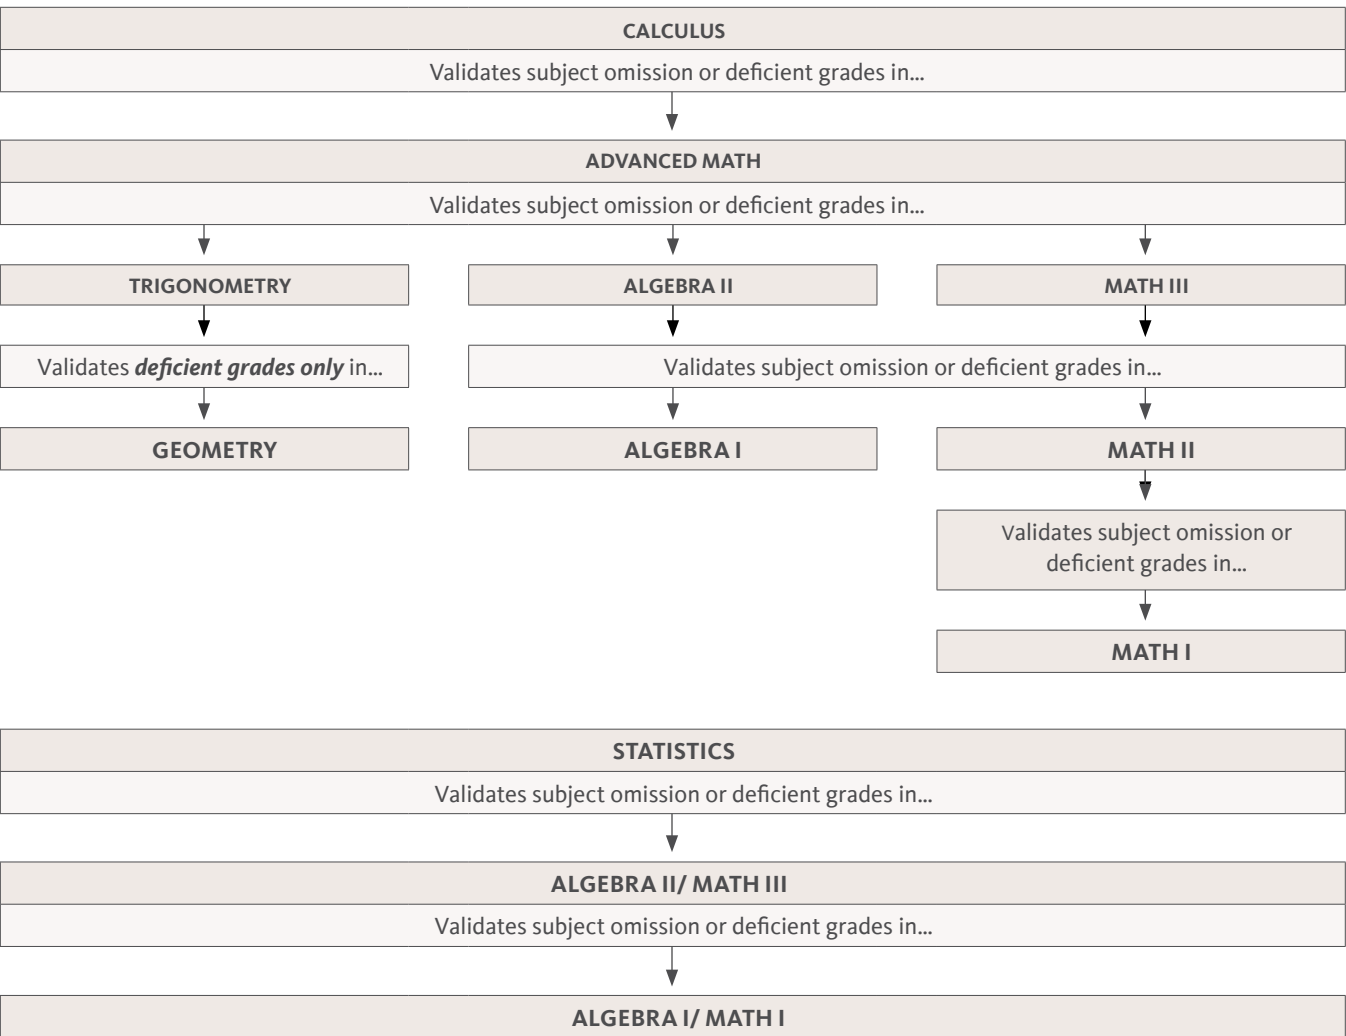 CALCULUS
Validates subject omission or deficient grades in...
ADVANCED MATH
Validates subject omission or deficient grades in...
TRIGONOMETRY
ALGEBRA II
MATH III
Validates deficient grades only in...
Validates subject omission or deficient grades in...
GEOMETRY
ALGEBRA I
MATH II
Validates subject omission or
deficient grades in...
MATH I
STATISTICS
Validates subject omission or deficient grades in...
ALGEBRA II/ MATH III
Validates subject omission or deficient grades in...
ALGEBRA I/ MATH I